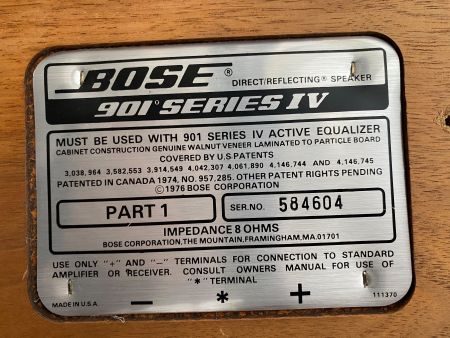 BOSE® DIRECT/REFLECTING® SPEAKER
901® SERIES IV
MUST BE USED WITH 901 SERIES IV ACTIVE EQUALIZER
CABINET CONSTRUCTION GENUINE WALNUT VENEER LAMINATED TO PARTICLE BOARD
COVERED BY U.S PATENTS
3,038,964 3,582,553 3.914,549 4.042,307 4.061.890 4.146.744 AND 4.146,745
PATENTED IN CANADA 1974, NO. 957,285. OTHER PATENT RIGHTS PENDING
©1976 BOSE CORPORATION
PART 1 SER.NO. 584604
IMPEDANCE 8 OHMS
BOSE CORPORATION, THE MOUNTAIN, FRAMINGHAM, MA.01701
USE ONLY "+" AND "−" TERMINALS FOR CONNECTION TO STANDARD
AMPLIFIER OR RECEIVER. CONSULT OWNERS MANUAL FOR USE OF
"*" TERMINAL
MADE IN U.S.A. − * + 111370